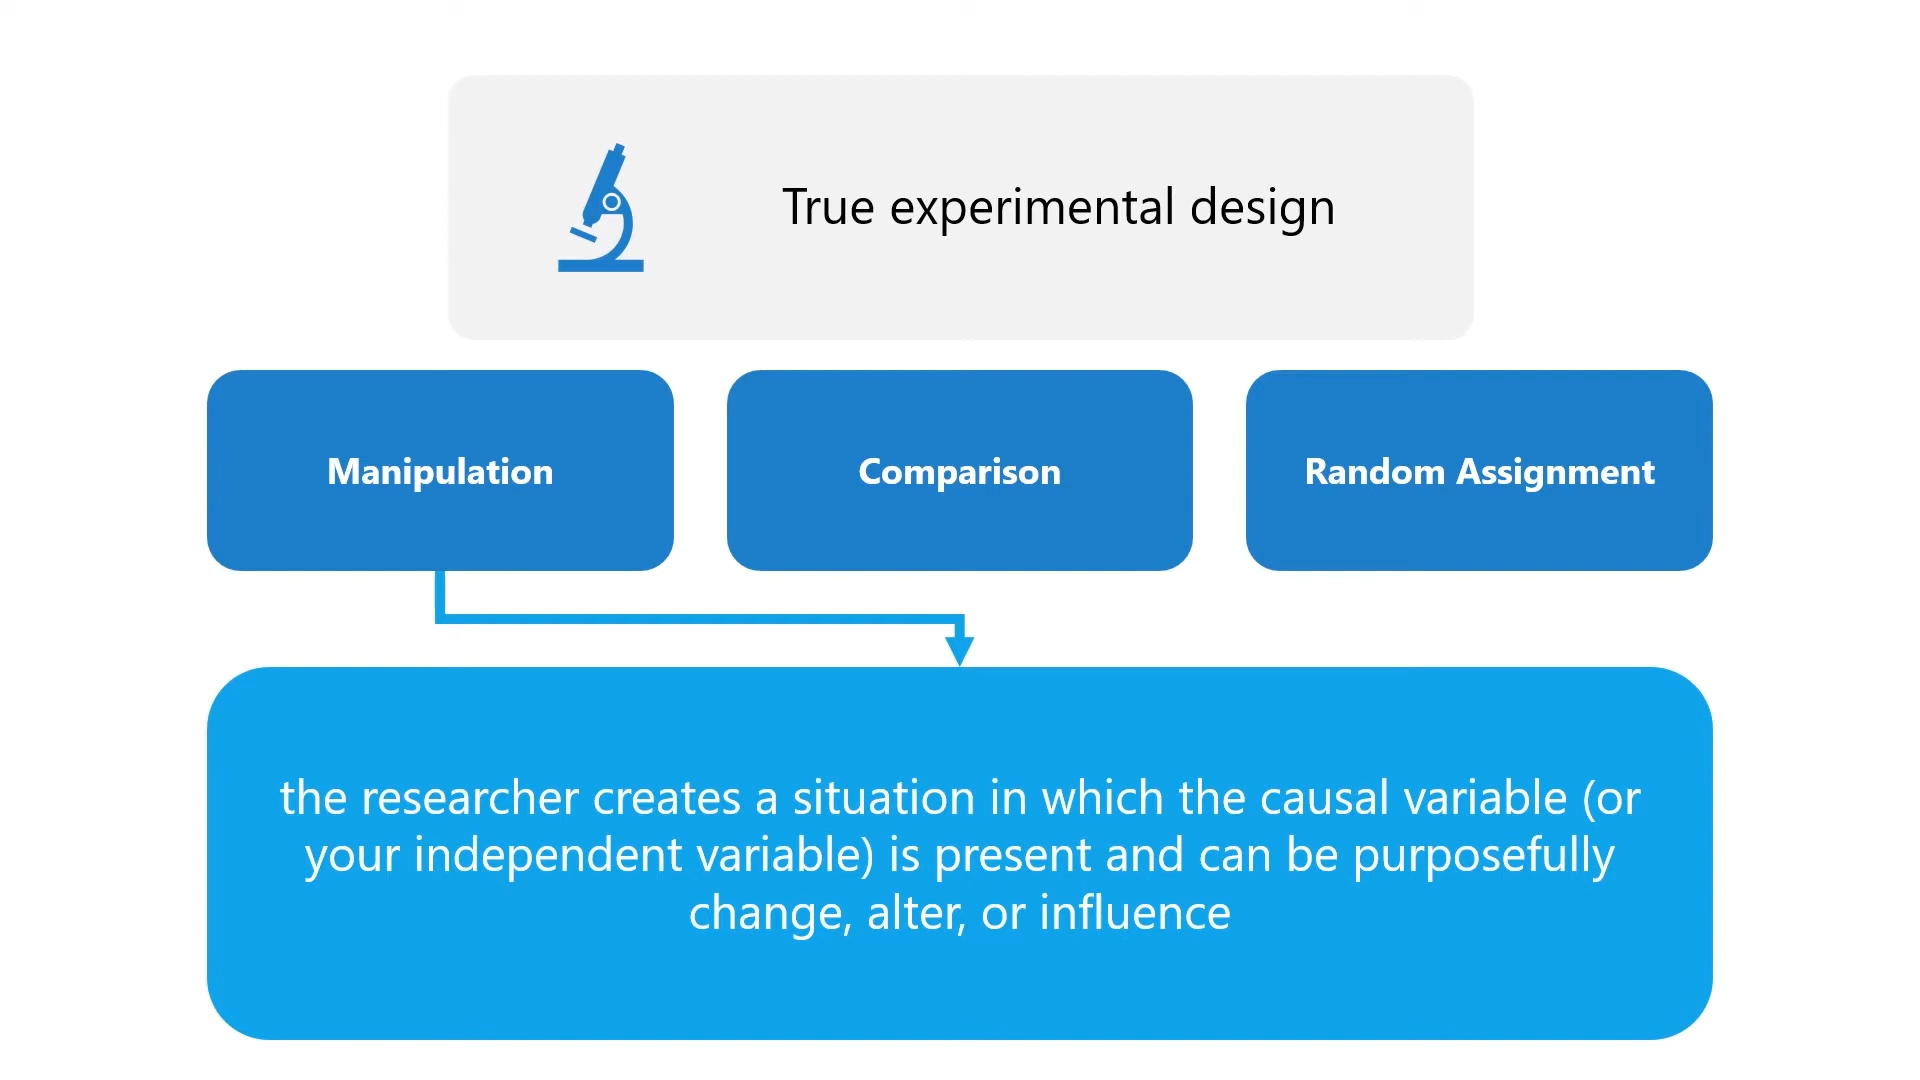 True experimental design
Manipulation
Comparison
Random Assignment
the researcher creates a situation in which the causal variable (or
your independent variable) is present and can be purposefully
change, alter, or influence